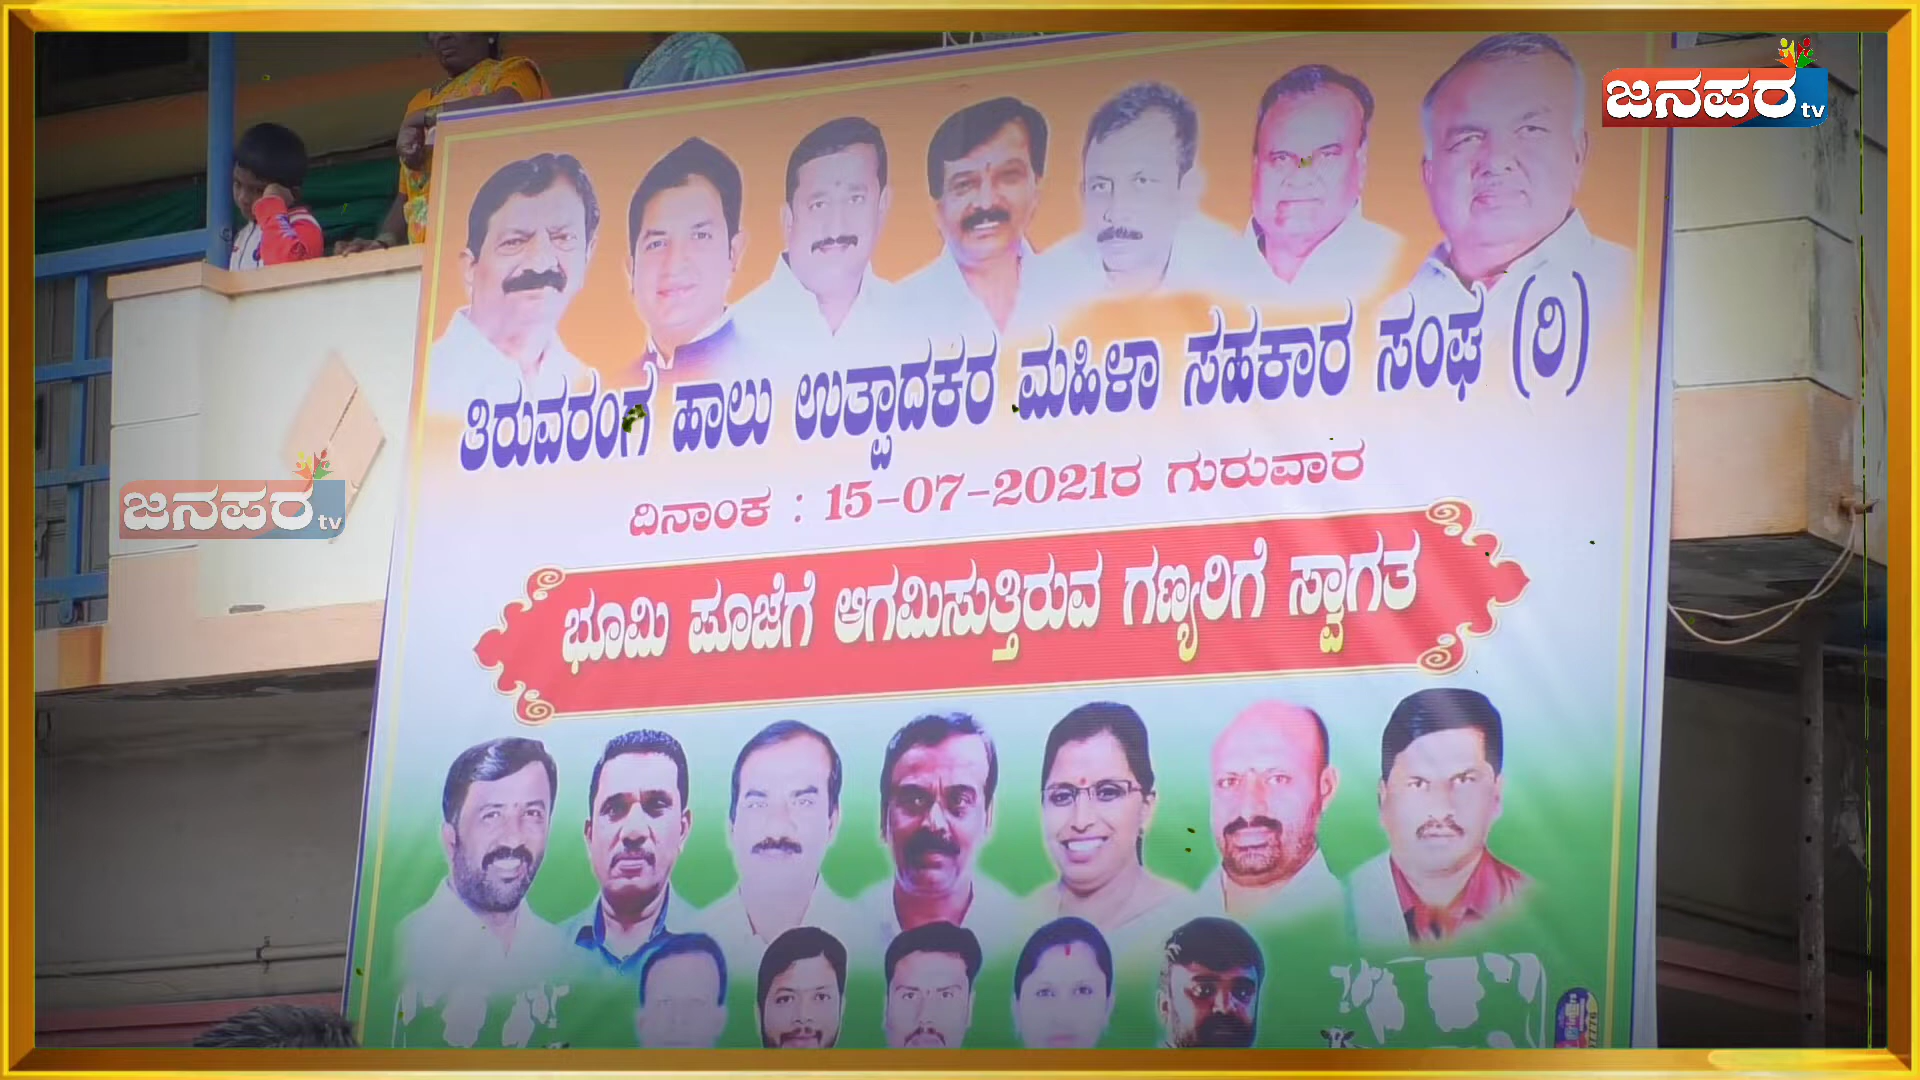 ಜನಪರ tv
ತಿರುವರಂಗ ಹಾಲು ಉತ್ಪಾದಕರ ಮಹಿಳಾ ಸಹಕಾರ ಸಂಘ (ರಿ)
ದಿನಾಂಕ : 15-07-2021ರ ಗುರುವಾರ
ಜನಪರ tv
ಭೂಮಿ ಪೂಜೆಗೆ ಆಗಮಿಸುತ್ತಿರುವ ಗಣ್ಯರಿಗೆ ಸ್ವಾಗತ